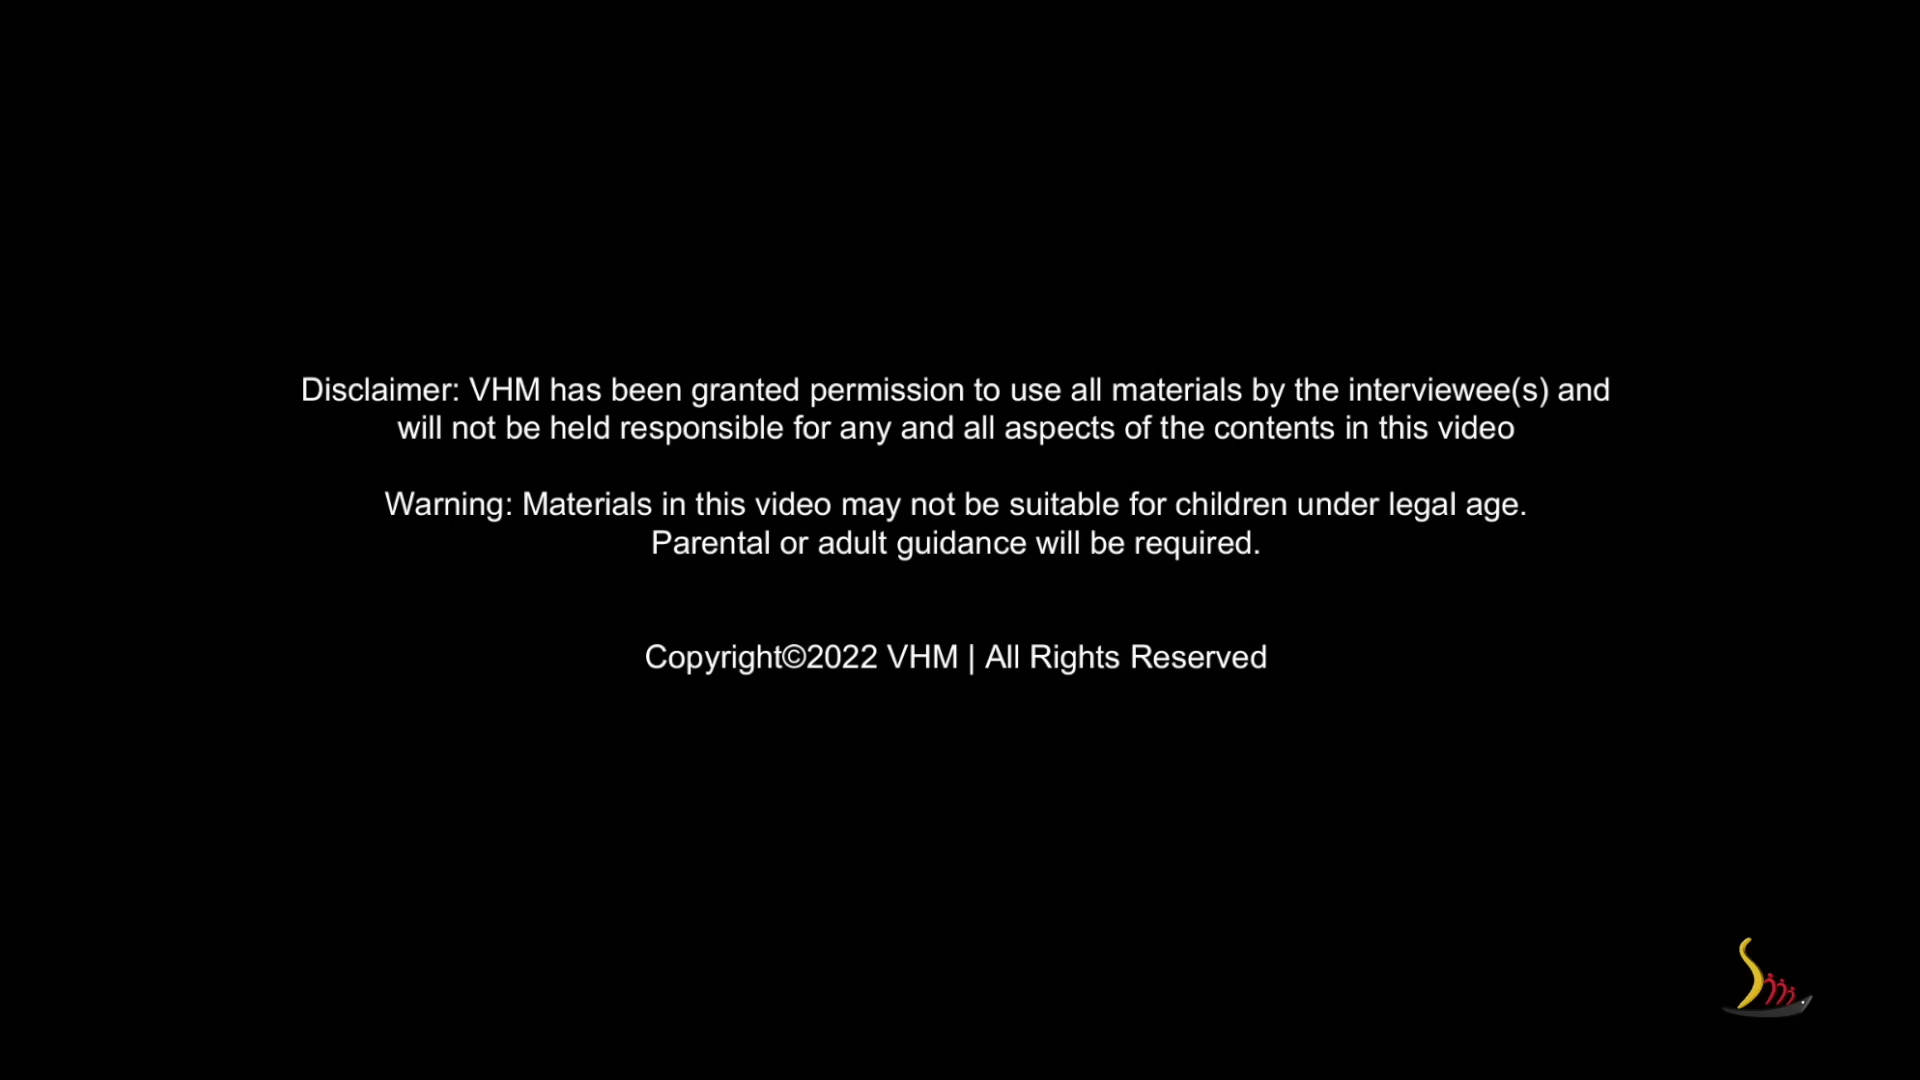 Disclaimer: VHM has been granted permission to use all materials by the interviewee(s) and
will not be held responsible for any and all aspects of the contents in this video
Warning: Materials in this video may not be suitable for children under legal age.
Parental or adult guidance will be required.
Copyright©2022 VHM | All Rights Reserved